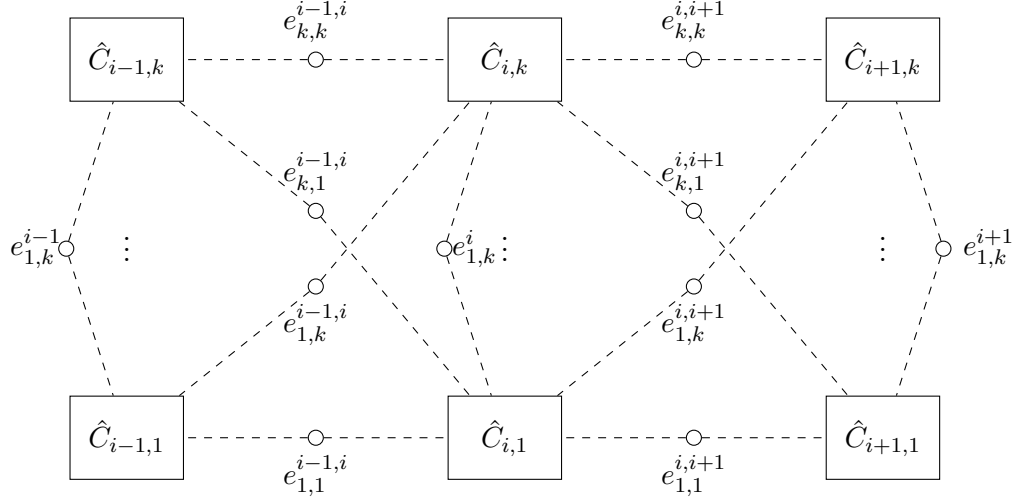 e_{k,k}^{i-1,i} e_{k,k}^{i,i+1}
Ĉ_{i-1,k} Ĉ_{i,k} Ĉ_{i+1,k}
e_{k,1}^{i-1,i} e_{k,1}^{i,i+1}
e_{1,k}^{i-1} ⋮ e_{1,k}^{i} ⋮ ⋮ e_{1,k}^{i+1}
e_{1,k}^{i-1,i} e_{1,k}^{i,i+1}
Ĉ_{i-1,1} Ĉ_{i,1} Ĉ_{i+1,1}
e_{1,1}^{i-1,i} e_{1,1}^{i,i+1}